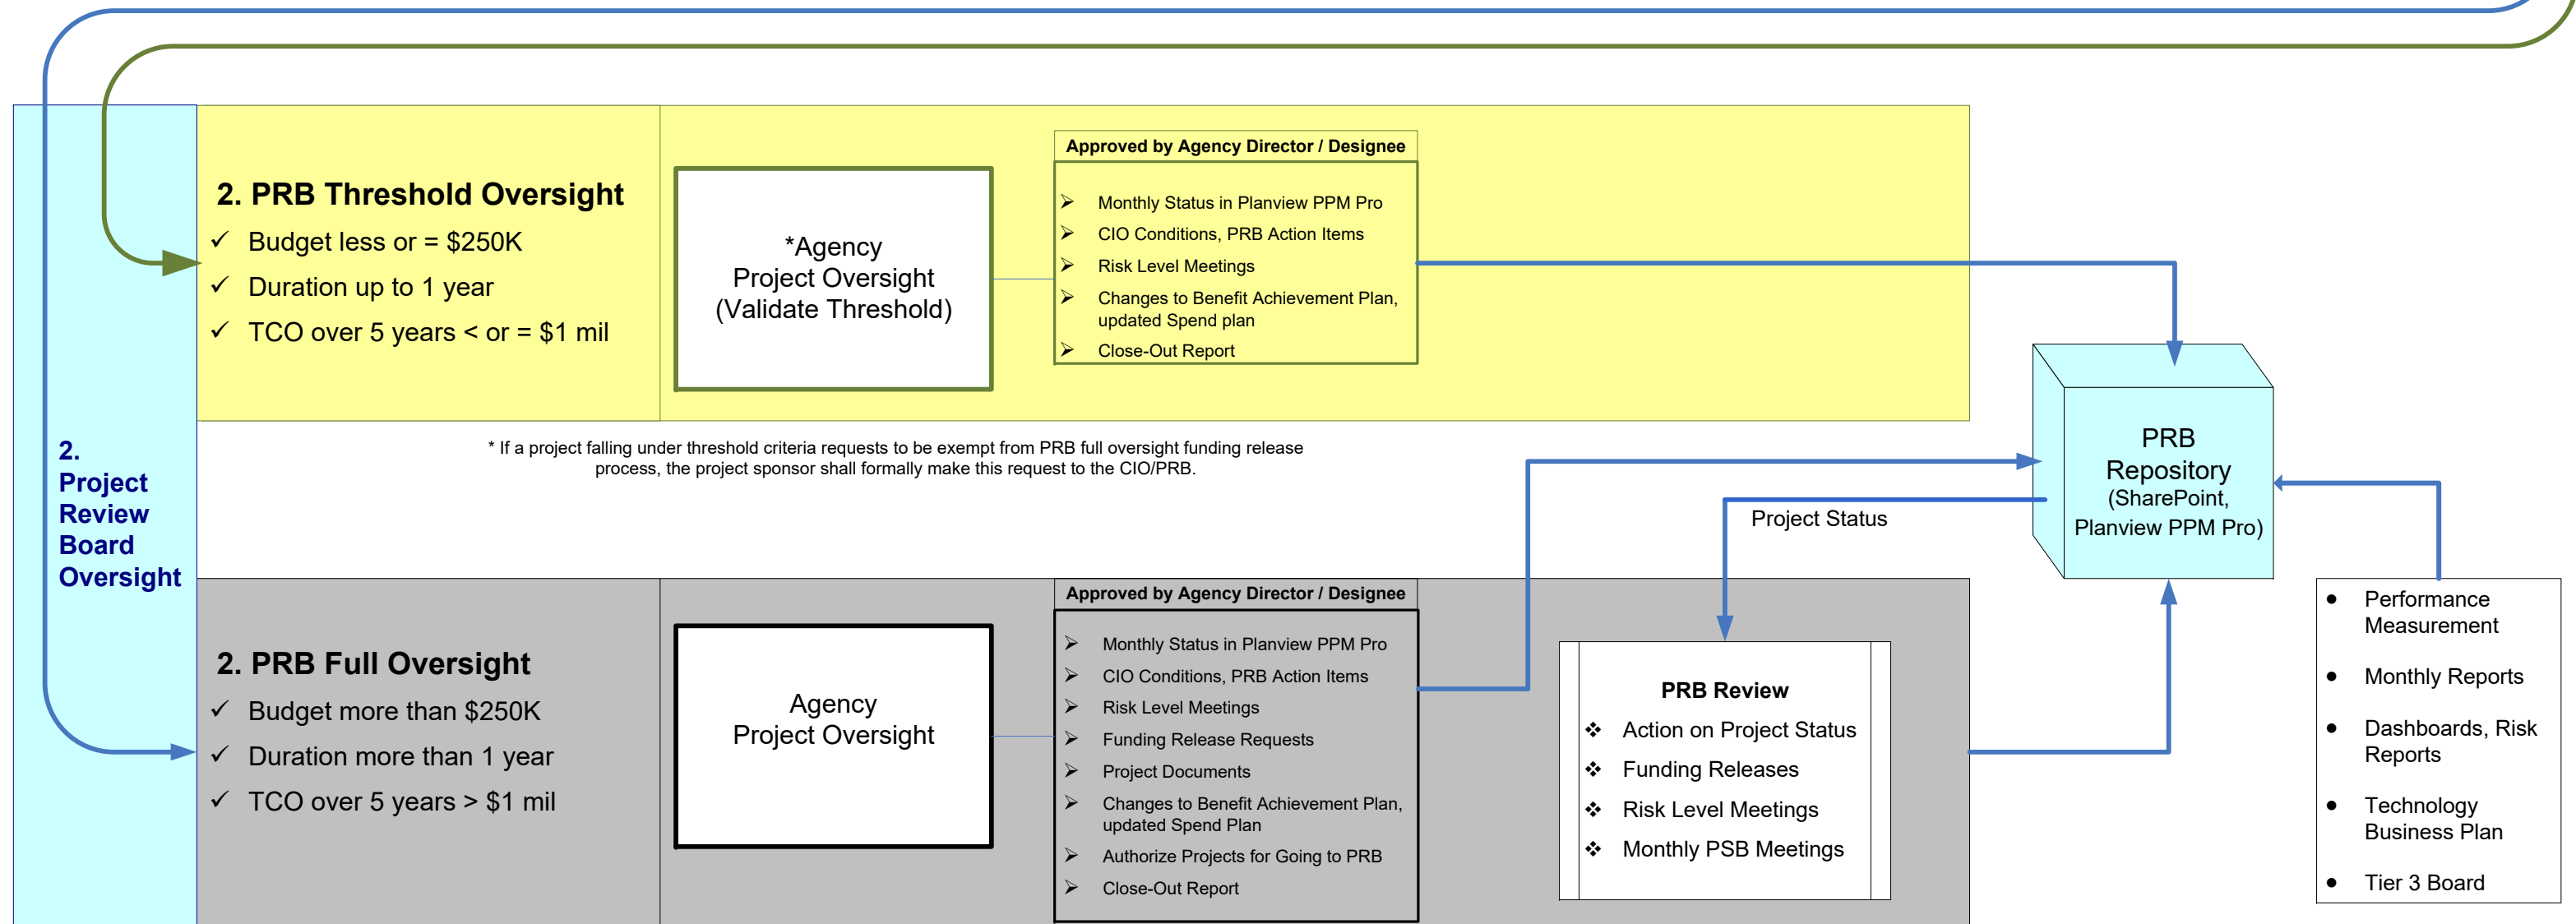 2.
Project
Review
Board
Oversight
2. PRB Threshold Oversight
✓ Budget less or = $250K
✓ Duration up to 1 year
✓ TCO over 5 years < or = $1 mil
*Agency
Project Oversight
(Validate Threshold)
Approved by Agency Director / Designee
➢ Monthly Status in Planview PPM Pro
➢ CIO Conditions, PRB Action Items
➢ Risk Level Meetings
➢ Changes to Benefit Achievement Plan,
updated Spend plan
➢ Close-Out Report
* If a project falling under threshold criteria requests to be exempt from PRB full oversight funding release
process, the project sponsor shall formally make this request to the CIO/PRB.
PRB
Repository
(SharePoint,
Planview PPM Pro)
Project Status
2. PRB Full Oversight
✓ Budget more than $250K
✓ Duration more than 1 year
✓ TCO over 5 years > $1 mil
Agency
Project Oversight
Approved by Agency Director / Designee
➢ Monthly Status in Planview PPM Pro
➢ CIO Conditions, PRB Action Items
➢ Risk Level Meetings
➢ Funding Release Requests
➢ Project Documents
➢ Changes to Benefit Achievement Plan,
updated Spend Plan
➢ Authorize Projects for Going to PRB
➢ Close-Out Report
PRB Review
❖ Action on Project Status
❖ Funding Releases
❖ Risk Level Meetings
❖ Monthly PSB Meetings
● Performance
Measurement
● Monthly Reports
● Dashboards, Risk
Reports
● Technology
Business Plan
● Tier 3 Board